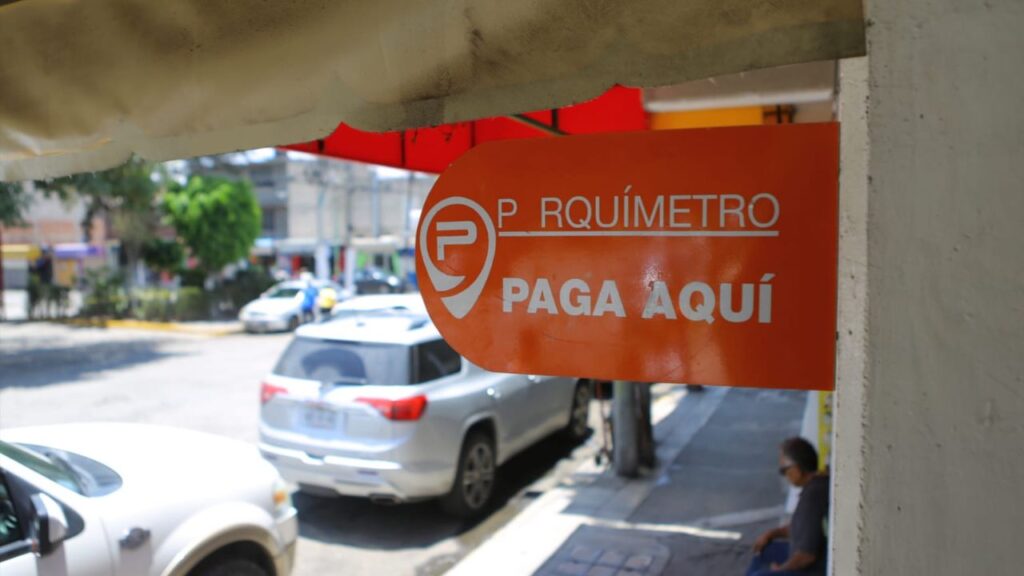 P RQUÍMETRO
P
PAGA AQUÍ